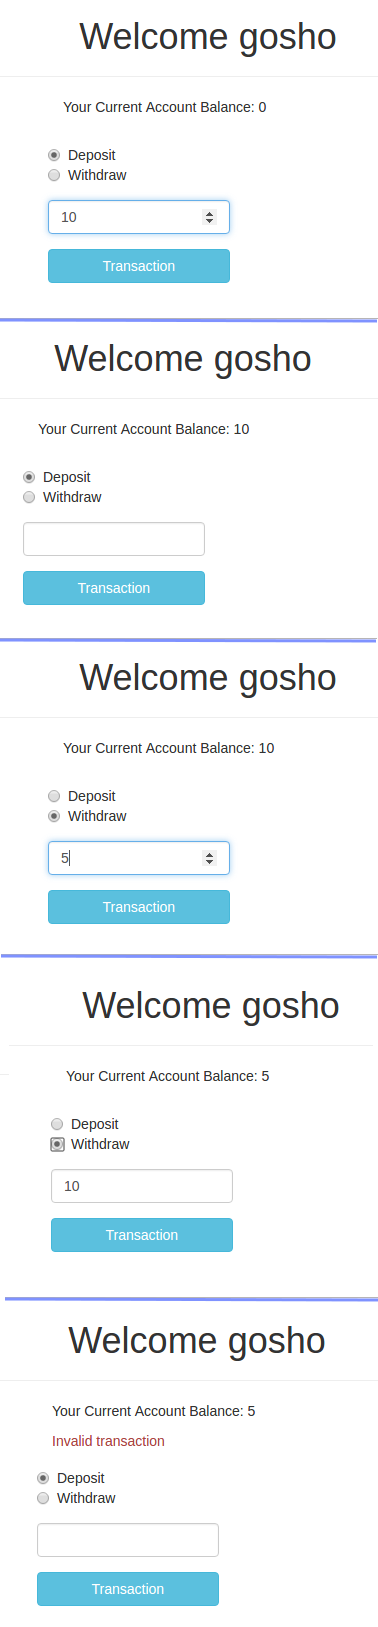 Welcome gosho
Your Current Account Balance: 0
Deposit
Withdraw
10
Transaction
Welcome gosho
Your Current Account Balance: 10
Deposit
Withdraw
Transaction
Welcome gosho
Your Current Account Balance: 10
Deposit
Withdraw
5
Transaction
Welcome gosho
Your Current Account Balance: 5
Deposit
Withdraw
10
Transaction
Welcome gosho
Your Current Account Balance: 5
Invalid transaction
Deposit
Withdraw
Transaction